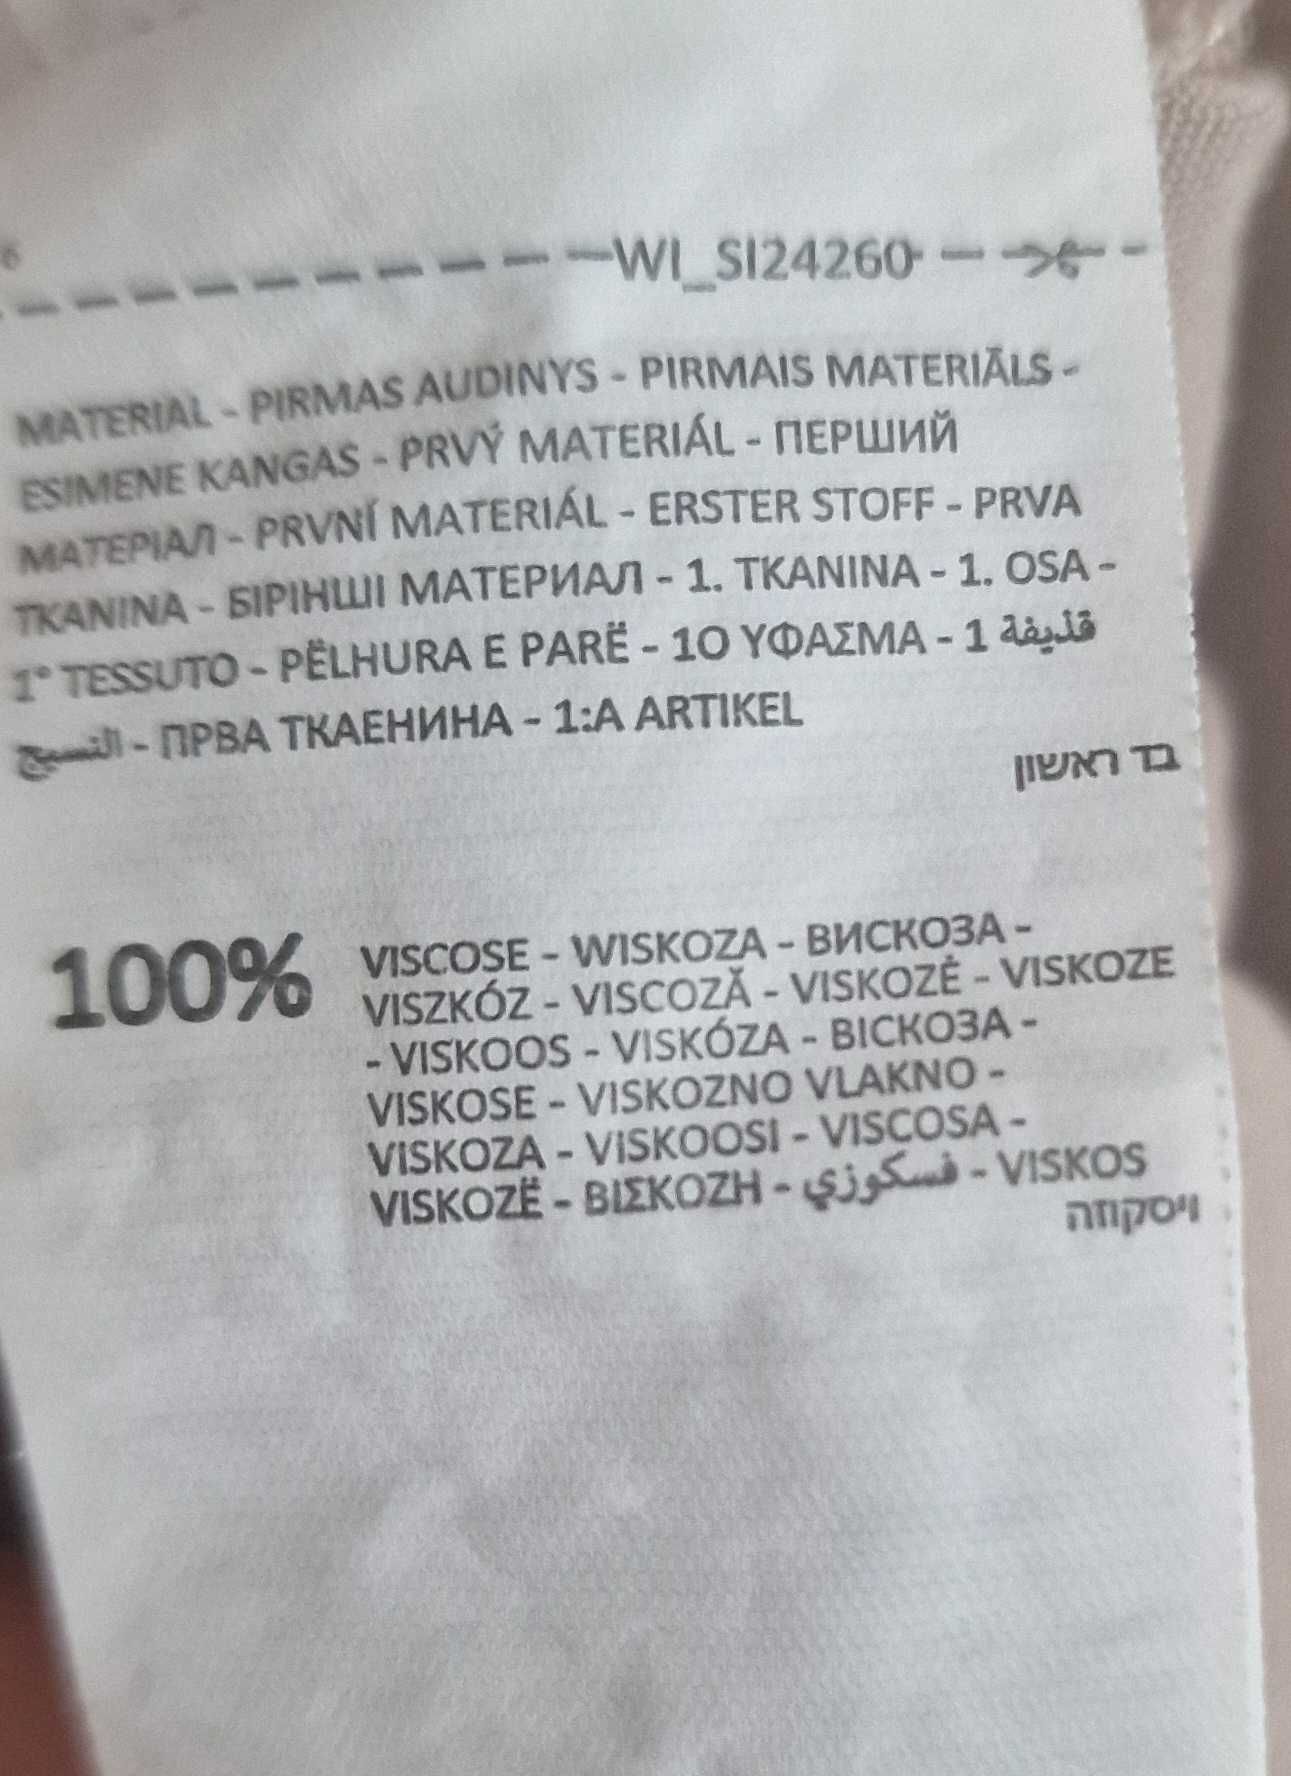 WI_SI24260
MATERIAL - PIRMAS AUDINYS - PIRMAIS MATERIĀLS -
ESIMENE KANGAS - PRVÝ MATERIÁL - ПЕРШИЙ
МАТЕРІАЛ - PRVNÍ MATERIÁL - ERSTER STOFF - PRVA
TKANINA - БІРІНШІ МАТЕРИАЛ - 1. TKANINA - 1. OSA -
1° TESSUTO - PËLHURA E PARË - 1Ο ΥΦΑΣΜΑ - 1 قذيفة
النسيج - ПРВА ТКАЕНИНА - 1:A ARTIKEL
בד ראשון
100%
VISCOSE - WISKOZA - ВИСКОЗА -
VISZKÓZ - VISCOZĂ - VISKOZĖ - VISKOZE
- VISKOOS - VISKÓZA - ВІСКОЗА -
VISKOSE - VISKOZNO VLAKNO -
VISKOZA - VISKOOSI - VISCOSA -
VISKOZË - ΒΙΣΚΟΖΗ - فسكوزي - VISKOS
ויסקוזה